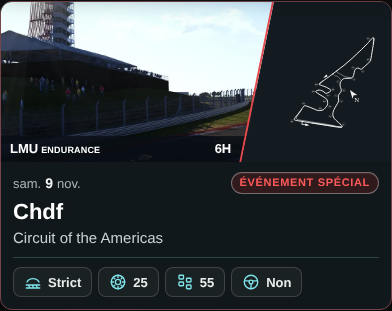 LMU ENDURANCE 6H
N
sam. 9 nov. ÉVÉNEMENT SPÉCIAL
Chdf
Circuit of the Americas
Strict 25 55 Non